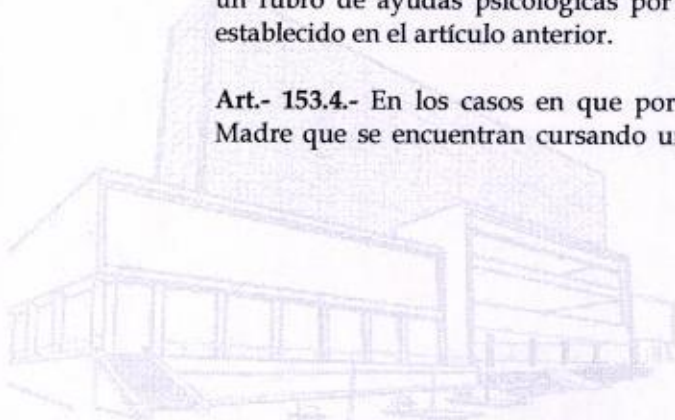 un rubro de ayudas psicológicas por
establecido en el artículo anterior.
Art.- 153.4.- En los casos en que por
Madre que se encuentran cursando